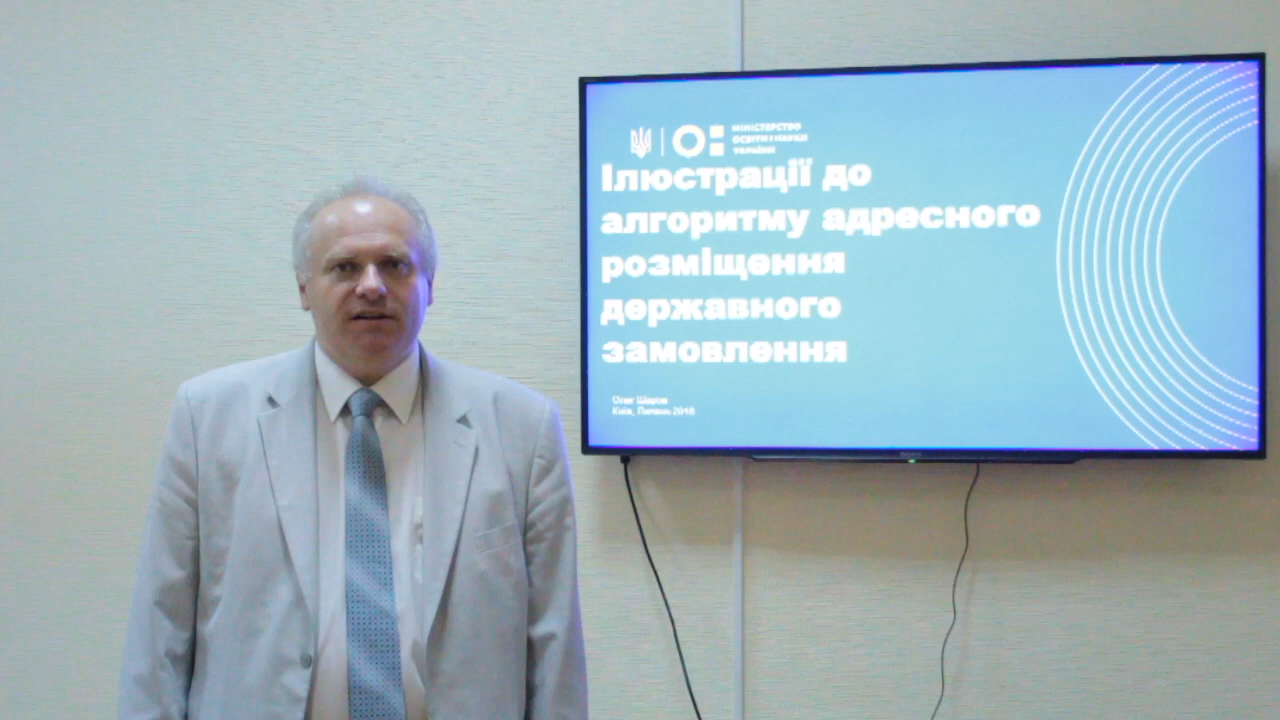 МІНІСТЕРСТВО
ОСВІТИ І НАУКИ
УКРАЇНИ
Ілюстрації до
алгоритму адресного
розміщення
державного
замовлення
Олег Шаров
Київ, Липень 2018